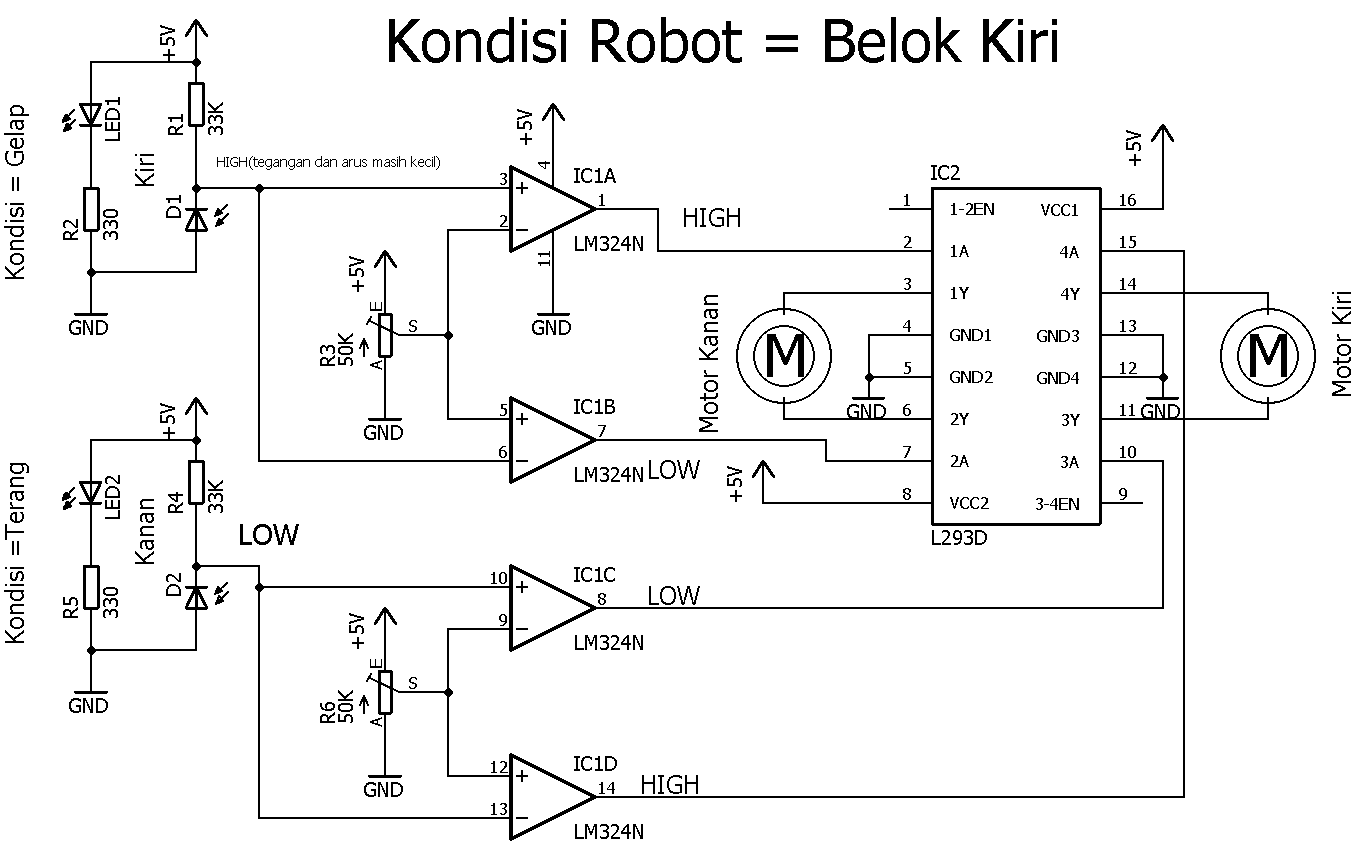 Kondisi Robot = Belok Kiri
Kondisi = Gelap
+5V
LED1
R1
33K
Kiri
R2
330
D1
GND
HIGH(tegangan dan arus masih kecil)
+5V
3
+
2
−
4
11
1
IC1A
LM324N
GND
HIGH
+5V
E
S
A
R3
50K
GND
5
+
6
−
7
IC1B
LM324N
LOW
Kondisi =Terang
+5V
LED2
R4
33K
Kanan
R5
330
D2
GND
LOW
10
+
9
−
8
IC1C
LM324N
LOW
+5V
E
S
A
R6
50K
GND
12
+
13
−
14
IC1D
LM324N
HIGH
Motor Kanan
M
GND
+5V
IC2
1 1-2EN VCC1 16
2 1A 4A 15
3 1Y 4Y 14
4 GND1 GND3 13
5 GND2 GND4 12
6 2Y 3Y 11
7 2A 3A 10
8 VCC2 3-4EN 9
L293D
+5V
GND
M
Motor Kiri